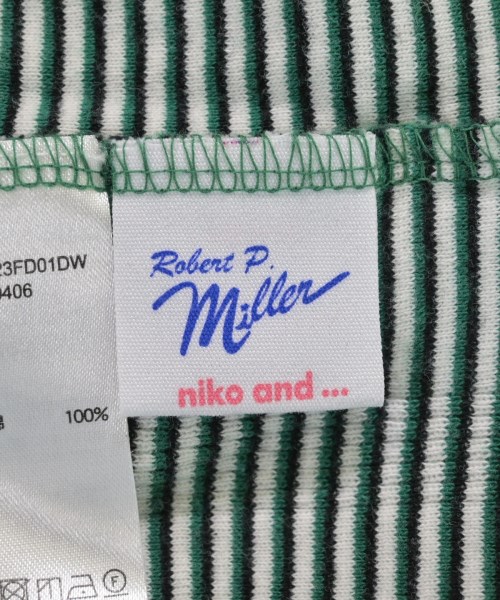 Robert P.
Miller
niko and ...
23FD01DW
0406
100%
F